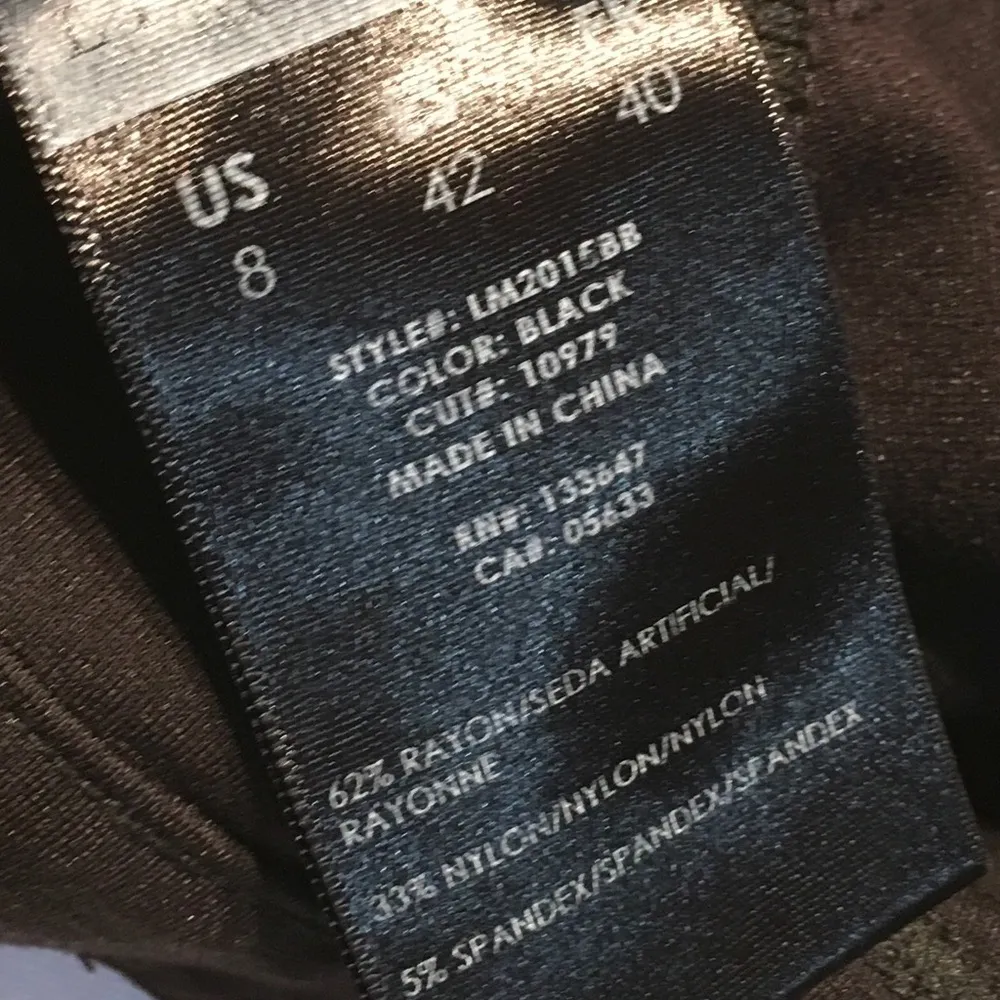 US
8 42 40
STYLE#: LM2015BB
COLOR: BLACK
CUT#: 10979
MADE IN CHINA
RN#: 133647
CA#: 05633
62% RAYON/SEDA ARTIFICIAL/
RAYONNE
33% NYLON/NYLON/NYLON
5% SPANDEX/SPANDEX/SPANDEX